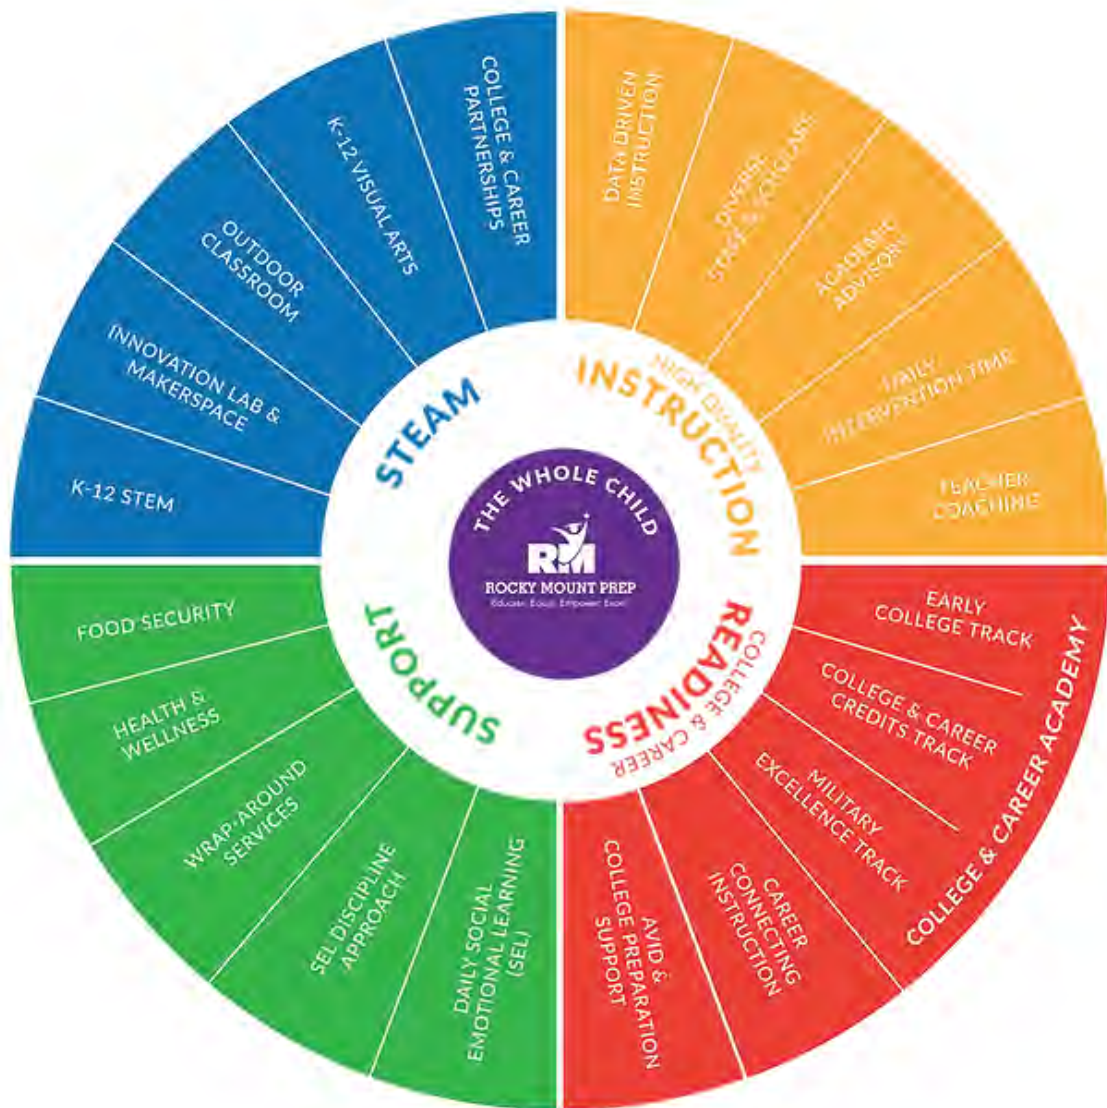 COLLEGE & CAREER
PARTNERSHIPS
K-12 VISUAL ARTS
OUTDOOR
CLASSROOM
INNOVATION LAB &
MAKERSPACE
K-12 STEM
STEAM
DATA DRIVEN
INSTRUCTION
DIVERSE
STAFF SCHOLARS
ACADEMIC
ADVISORY
DAILY
INTERVENTION TIME
TEACHER
COACHING
HIGH QUALITY
INSTRUCTION
THE WHOLE CHILD
RM
ROCKY MOUNT PREP
Educate. Equip. Empower. Excel.
EARLY
COLLEGE TRACK
COLLEGE & CAREER
CREDITS TRACK
MILITARY
EXCELLENCE TRACK
COLLEGE & CAREER ACADEMY
CAREER
CONNECTING
INSTRUCTION
AVID &
COLLEGE PREPARATION
SUPPORT
READINESS
COLLEGE & CAREER
FOOD SECURITY
HEALTH &
WELLNESS
WRAP-AROUND
SERVICES
SEL DISCIPLINE
APPROACH
DAILY SOCIAL
EMOTIONAL LEARNING
(SEL)
SUPPORT